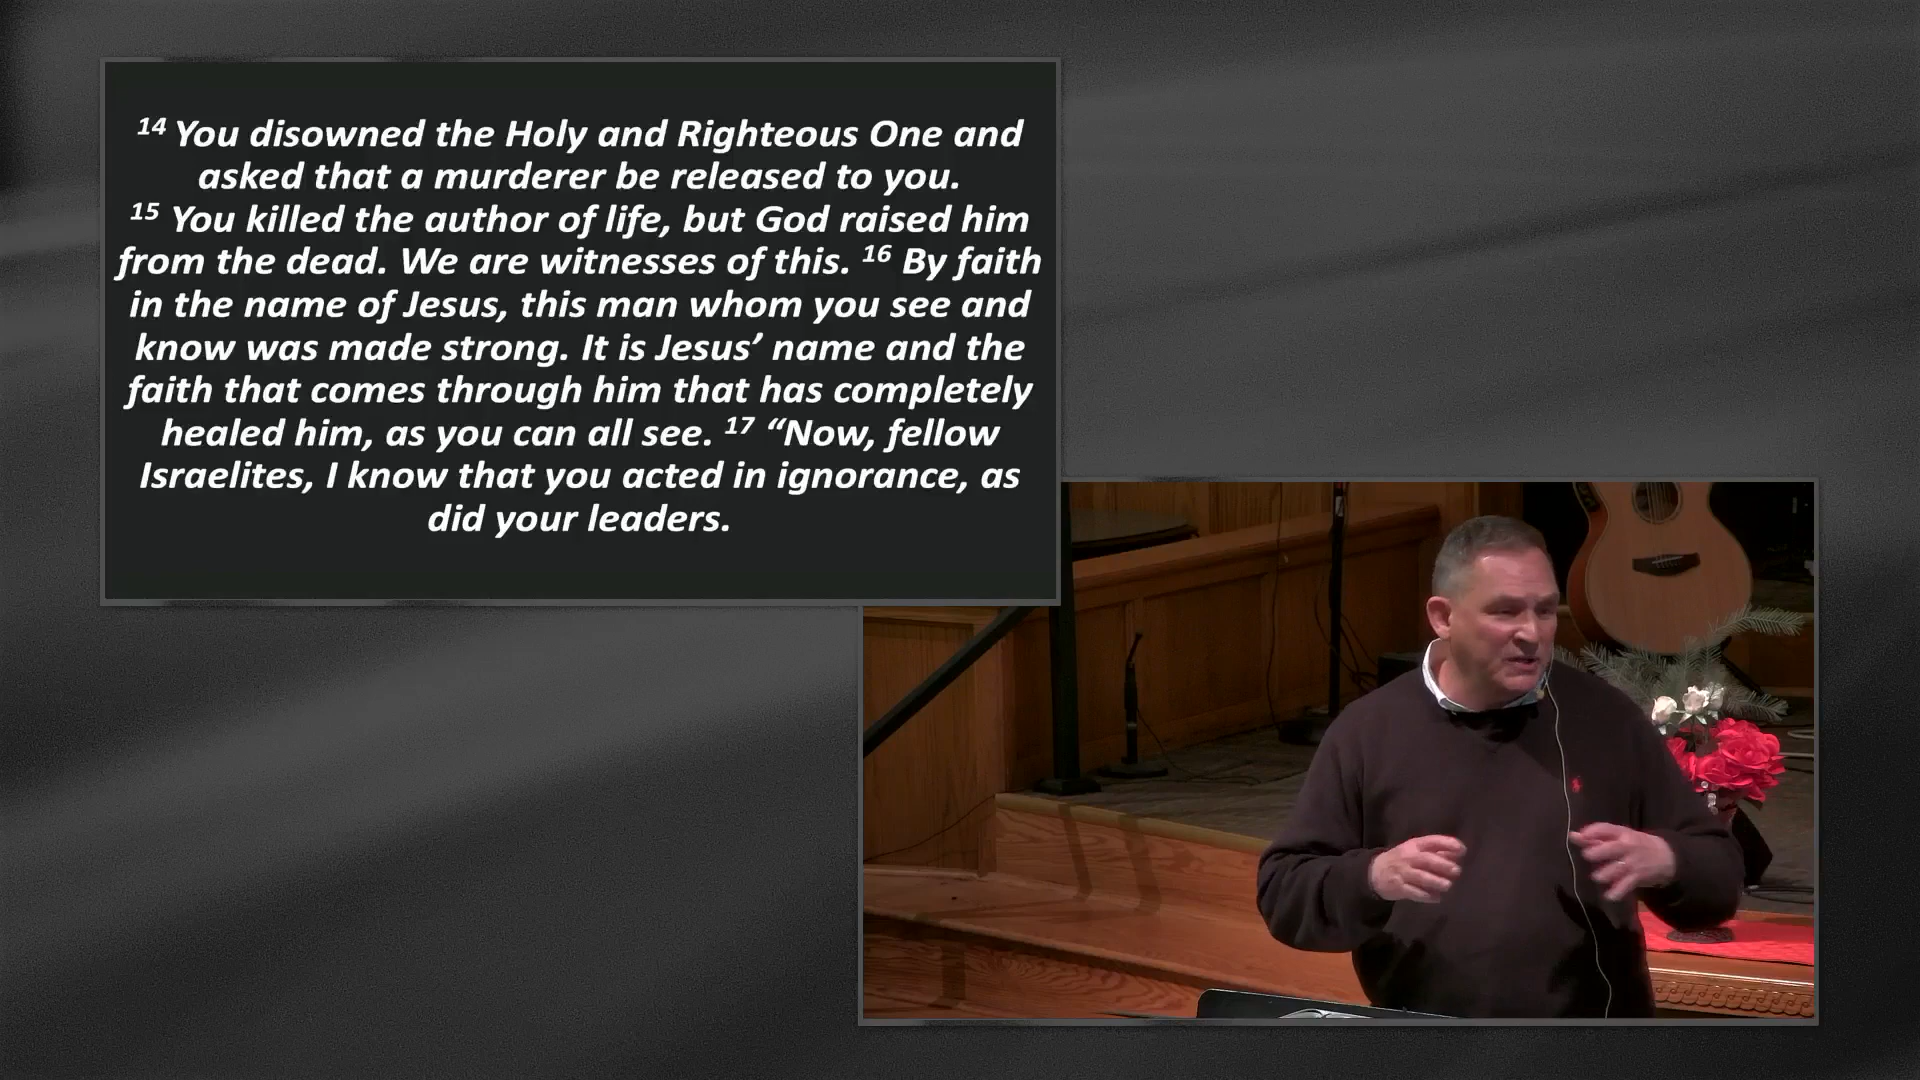 14 You disowned the Holy and Righteous One and
asked that a murderer be released to you.
15 You killed the author of life, but God raised him
from the dead. We are witnesses of this. 16 By faith
in the name of Jesus, this man whom you see and
know was made strong. It is Jesus’ name and the
faith that comes through him that has completely
healed him, as you can all see. 17 “Now, fellow
Israelites, I know that you acted in ignorance, as
did your leaders.